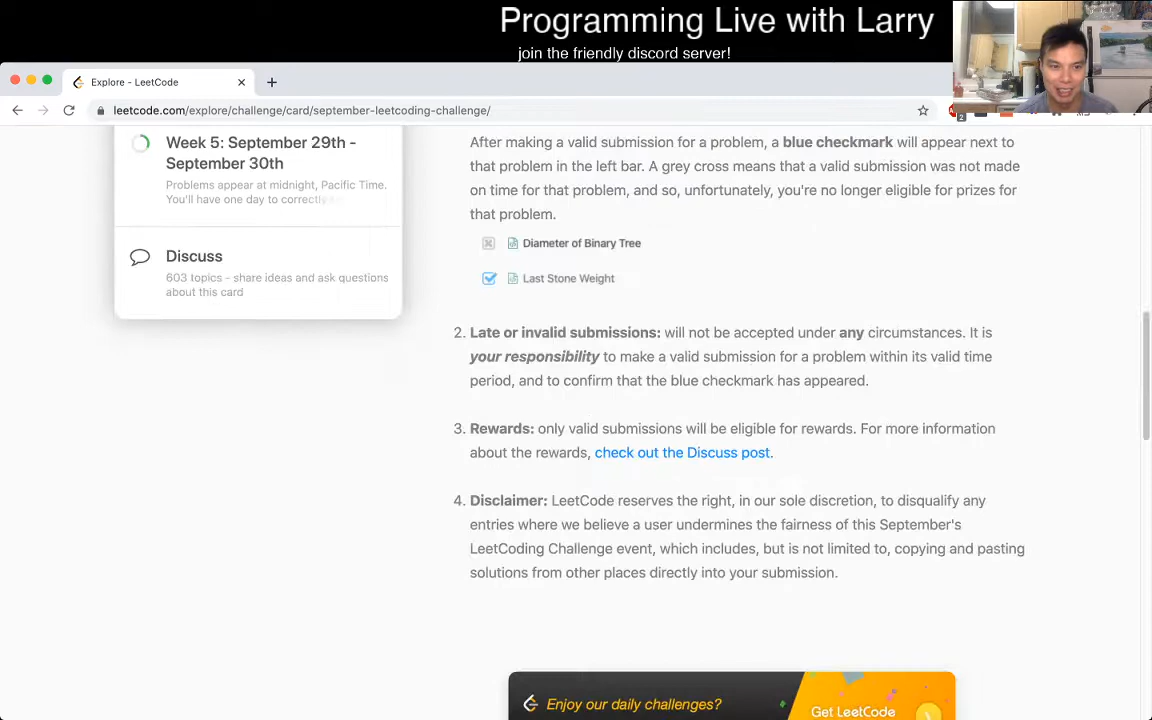 Programming Live with Larry
join the friendly discord server!
Explore - LeetCode
leetcode.com/explore/challenge/card/september-leetcoding-challenge/
2
Week 5: September 29th -
September 30th
Problems appear at midnight, Pacific Time.
You'll have one day to correctly so
Discuss
603 topics - share ideas and ask questions
about this card
After making a valid submission for a problem, a blue checkmark will appear next to
that problem in the left bar. A grey cross means that a valid submission was not made
on time for that problem, and so, unfortunately, you're no longer eligible for prizes for
that problem.
Diameter of Binary Tree
Last Stone Weight
2. Late or invalid submissions: will not be accepted under any circumstances. It is
your responsibility to make a valid submission for a problem within its valid time
period, and to confirm that the blue checkmark has appeared.
3. Rewards: only valid submissions will be eligible for rewards. For more information
about the rewards, check out the Discuss post.
4. Disclaimer: LeetCode reserves the right, in our sole discretion, to disqualify any
entries where we believe a user undermines the fairness of this September's
LeetCoding Challenge event, which includes, but is not limited to, copying and pasting
solutions from other places directly into your submission.
Enjoy our daily challenges?
Get LeetCode